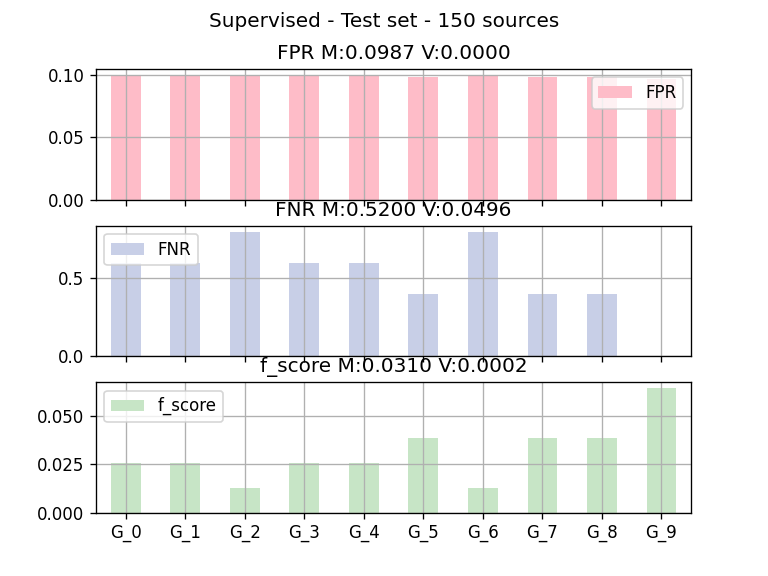 Supervised - Test set - 150 sources
FPR M:0.0987 V:0.0000
0.10
0.05
0.00
FPR
FNR M:0.5200 V:0.0496
0.5
0.0
FNR
f_score M:0.0310 V:0.0002
0.050
0.025
0.000
f_score
G_0 G_1 G_2 G_3 G_4 G_5 G_6 G_7 G_8 G_9